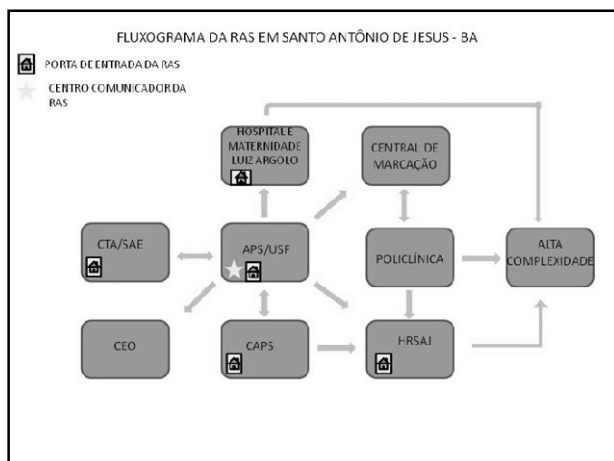 FLUXOGRAMA DA RAS EM SANTO ANTÔNIO DE JESUS - BA
PORTA DE ENTRADA DA RAS
CENTRO COMUNICADOR DA
RAS
HOSPITAL E
MATERNIDADE
LUIZ ARGOLO
CENTRAL DE
MARCAÇÃO
CTA/SAE
APS/USF
POLICLÍNICA
ALTA
COMPLEXIDADE
CEO
CAPS
HRSAJ